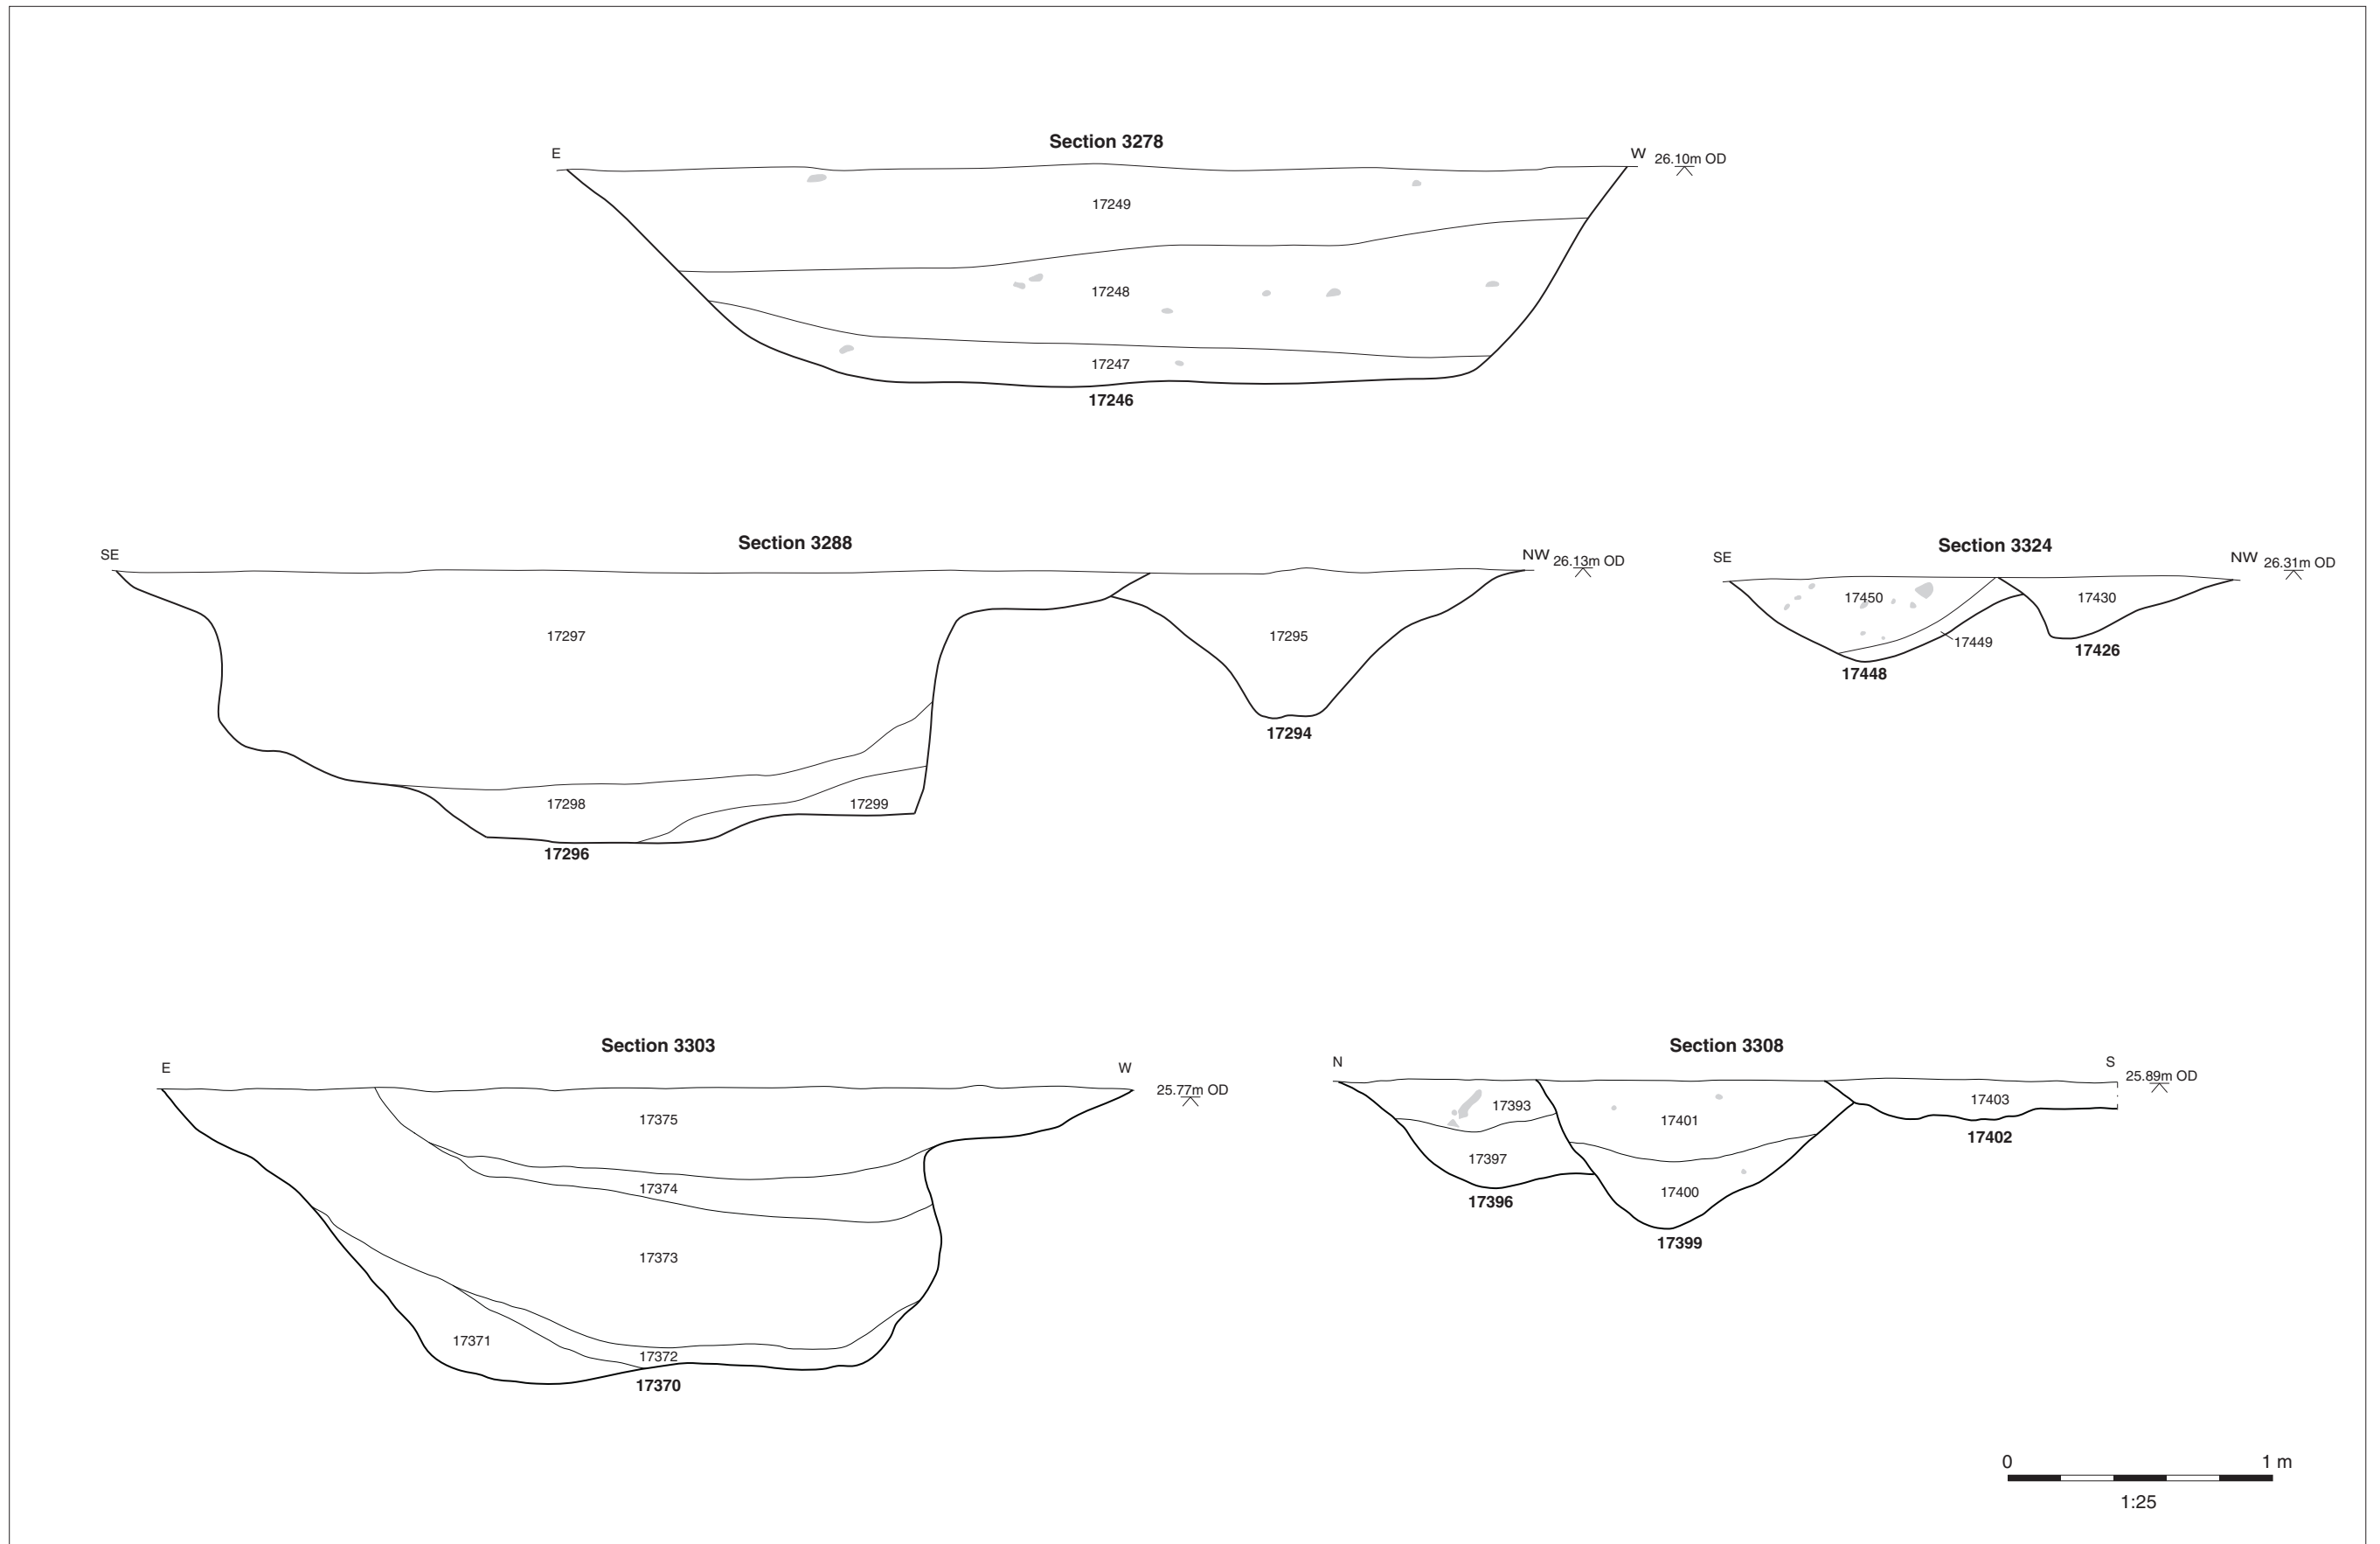 Section 3278
E
W 26.10m OD
17249
17248
17247
17246
Section 3288
SE
NW 26.13m OD
17297
17295
17294
17298
17299
17296
Section 3324
SE
NW 26.31m OD
17450
17430
17449
17426
17448
Section 3303
E
W
25.77m OD
17375
17374
17373
17371
17372
17370
Section 3308
N
S
25.89m OD
17393
17401
17403
17402
17397
17400
17396
17399
0 1 m
1:25